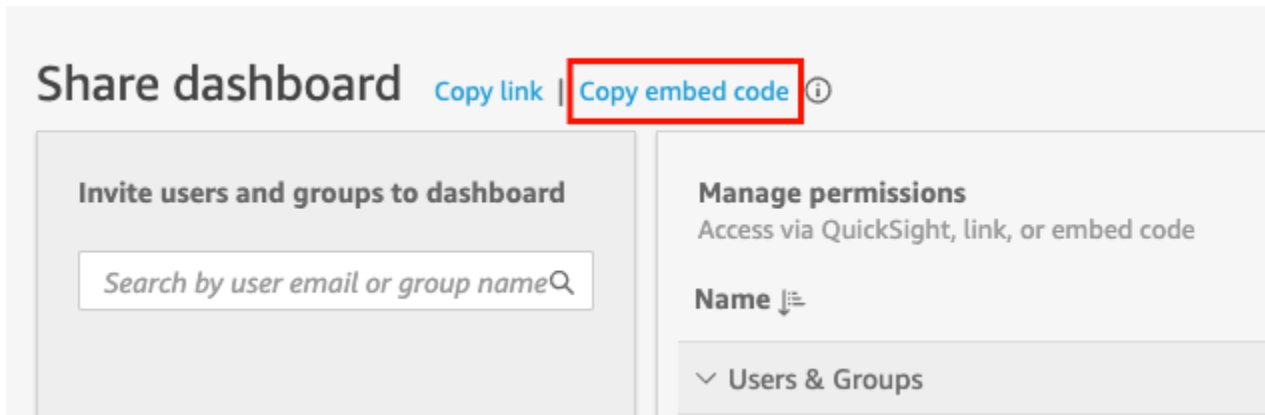 Share dashboard Copy link | Copy embed code
Invite users and groups to dashboard
Search by user email or group name
Manage permissions
Access via QuickSight, link, or embed code
Name
Users & Groups